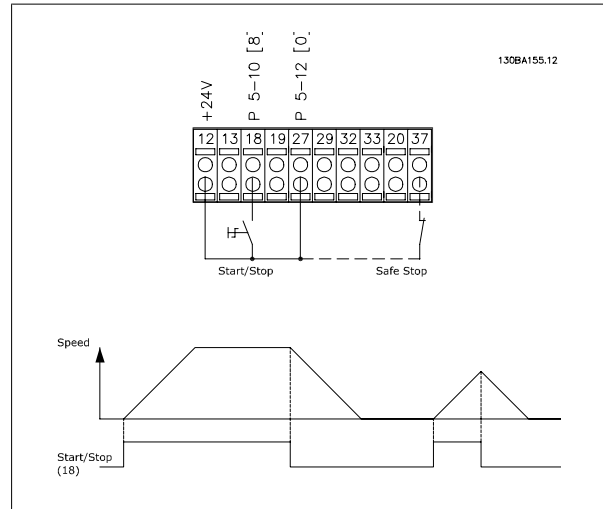 130BA155.12
+24V
P 5-10 [8]
P 5-12 [0]
12 13 18 19 27 29 32 33 20 37
Start/Stop
Safe Stop
Speed
Start/Stop
(18)